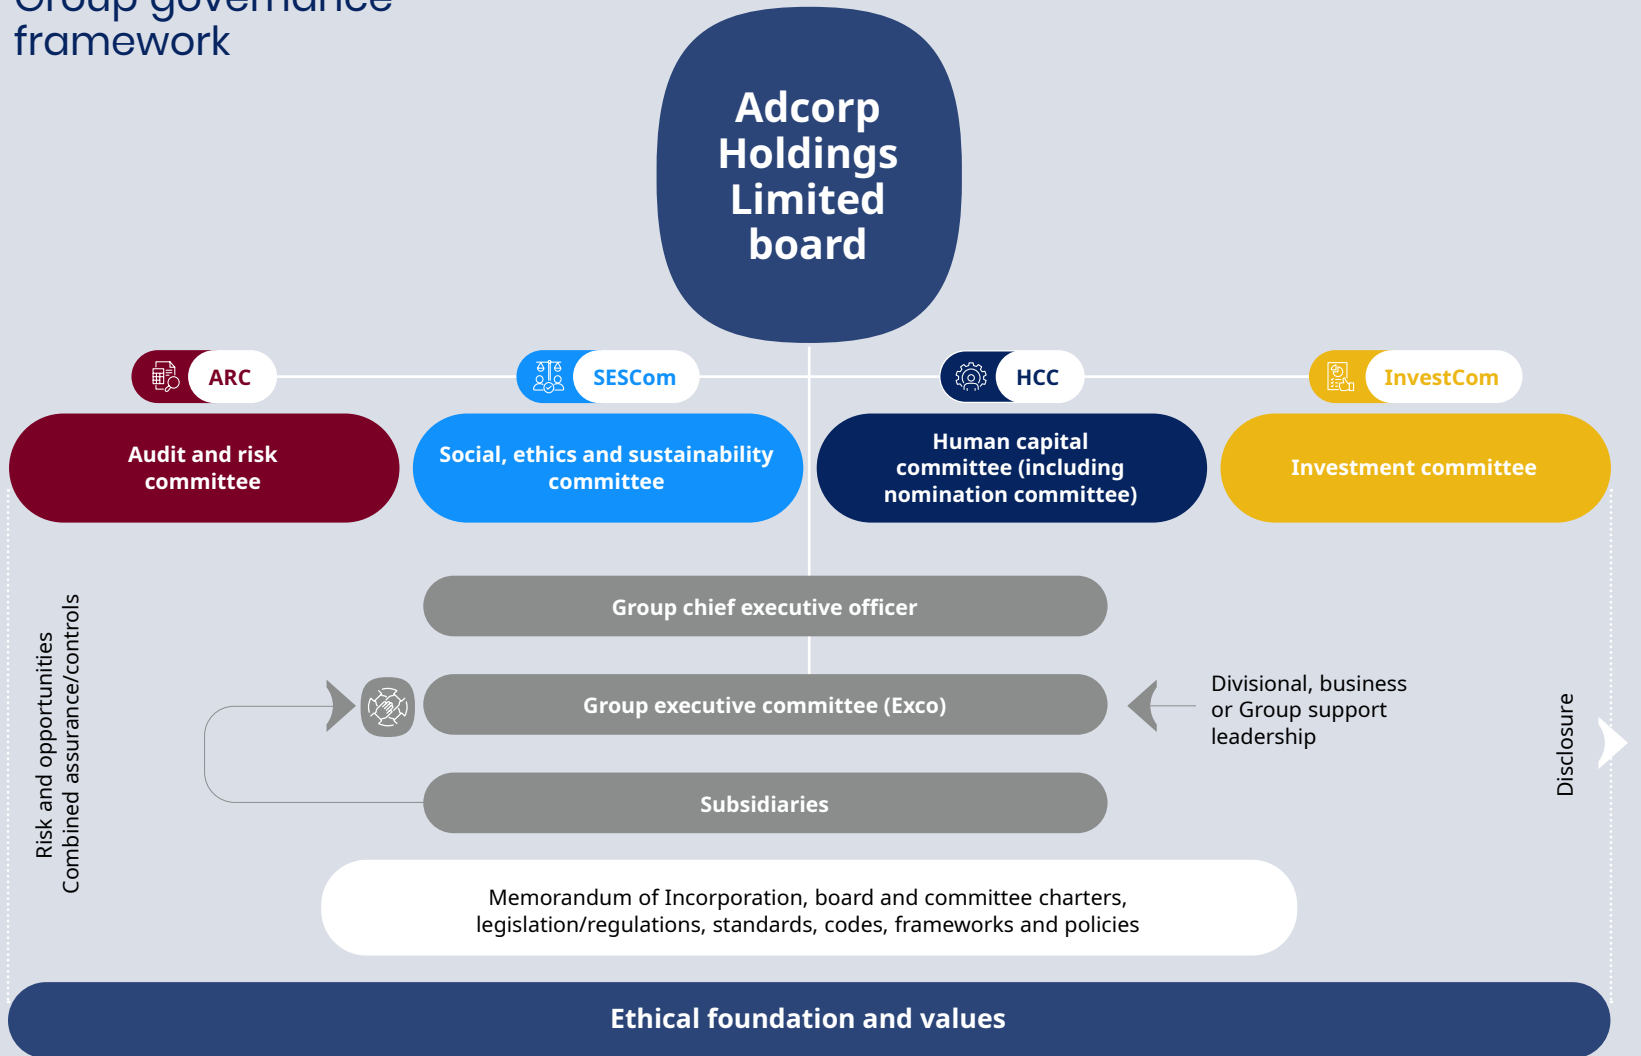 Group governance
framework
Adcorp
Holdings
Limited
board
ARC
SESCom
HCC
InvestCom
Audit and risk
committee
Social, ethics and sustainability
committee
Human capital
committee (including
nomination committee)
Investment committee
Group chief executive officer
Group executive committee (Exco)
Divisional, business
or Group support
leadership
Subsidiaries
Risk and opportunities
Combined assurance/controls
Disclosure
Memorandum of Incorporation, board and committee charters,
legislation/regulations, standards, codes, frameworks and policies
Ethical foundation and values